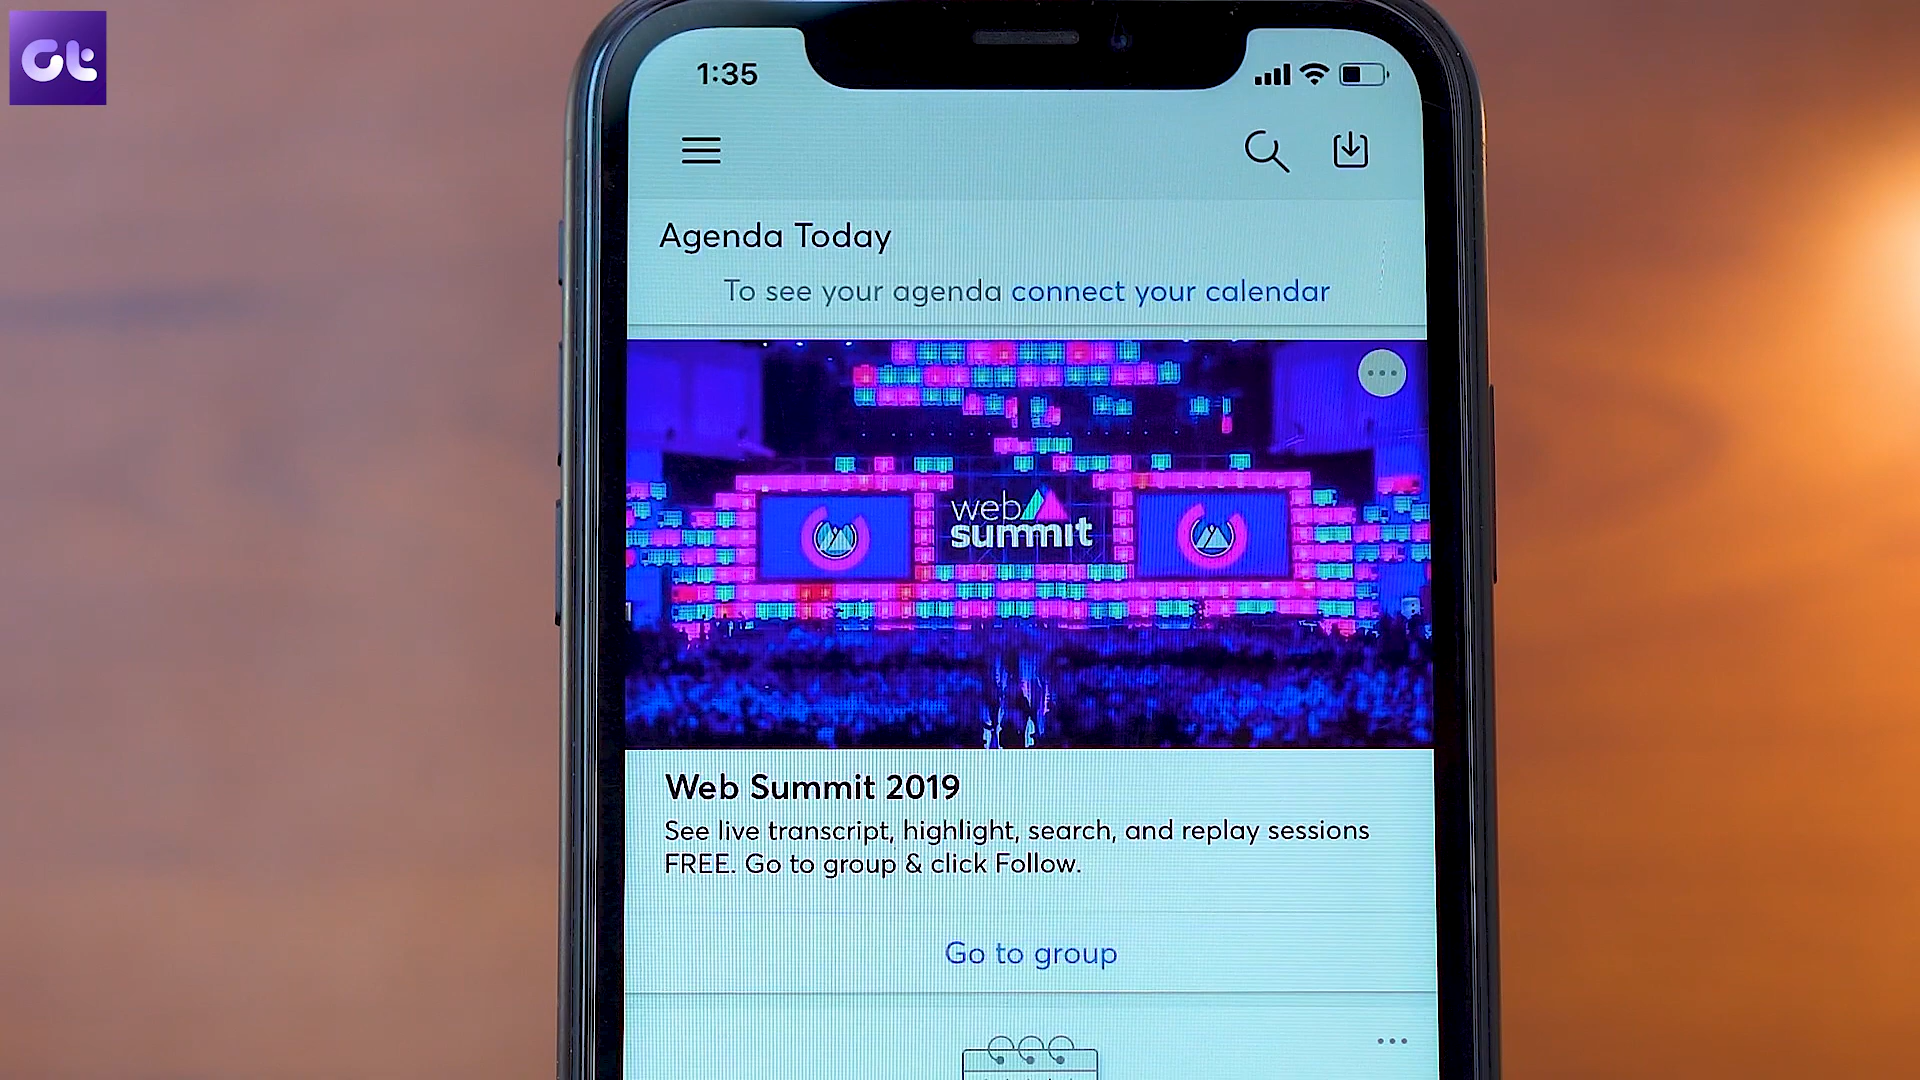 Gt
1:35
Agenda Today
To see your agenda connect your calendar
web
summit
Web Summit 2019
See live transcript, highlight, search, and replay sessions
FREE. Go to group & click Follow.
Go to group